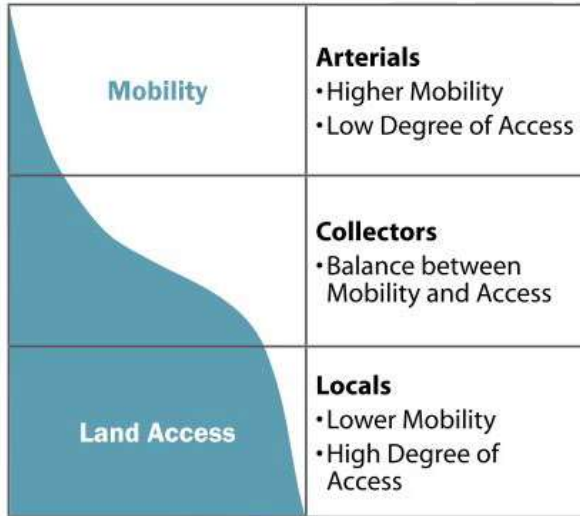 Mobility
Arterials
•Higher Mobility
•Low Degree of Access
Collectors
•Balance between
Mobility and Access
Land Access
Locals
•Lower Mobility
•High Degree of
Access